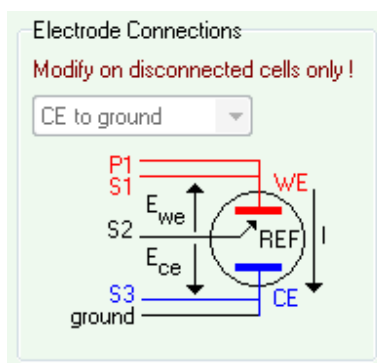 Electrode Connections
Modify on disconnected cells only !
CE to ground
P1
S1
WE
Ewe
S2
REF
I
Ece
S3
CE
ground